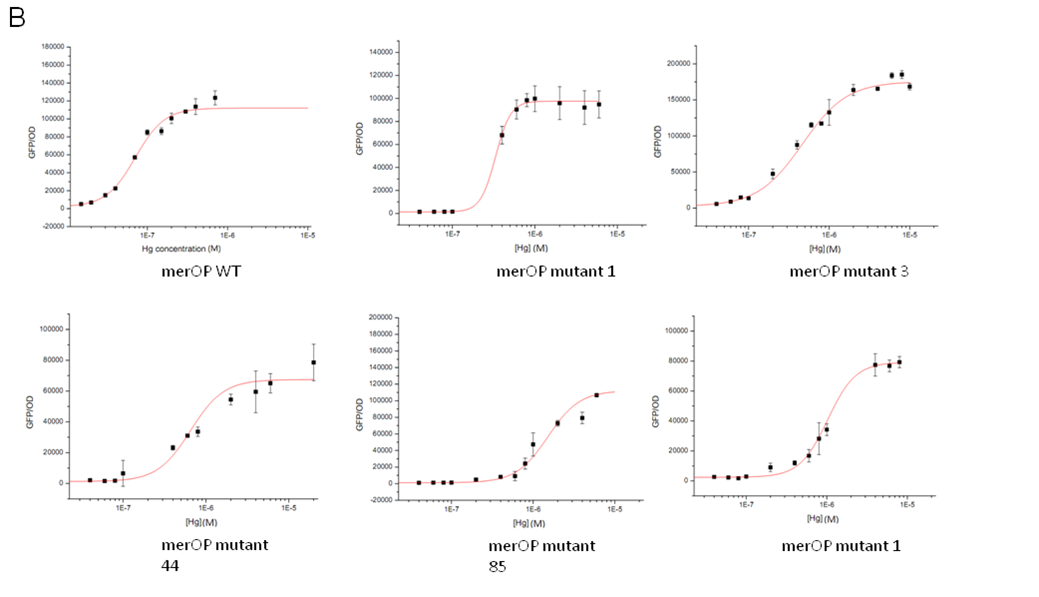 B
180000
160000
140000
120000
100000
80000
60000
40000
20000
0
-20000
GFP/OD
1E-7 1E-6 1E-5
Hg concentration (M)
merOP WT
140000
120000
100000
80000
60000
40000
20000
0
GFP/OD
1E-7 1E-6 1E-5
[Hg] (M)
merOP mutant 1
200000
150000
100000
50000
0
GFP/OD
1E-7 1E-6 1E-5
[Hg] (M)
merOP mutant 3
100000
80000
60000
40000
20000
0
GFP/OD
1E-7 1E-6 1E-5
[Hg] (M)
merOP mutant
44
200000
180000
160000
140000
120000
100000
80000
60000
40000
20000
0
-20000
GFP/OD
1E-7 1E-6 1E-5
[Hg] (M)
merOP mutant
85
100000
80000
60000
40000
20000
0
GFP/OD
1E-7 1E-6 1E-5
[Hg] (M)
merOP mutant 1